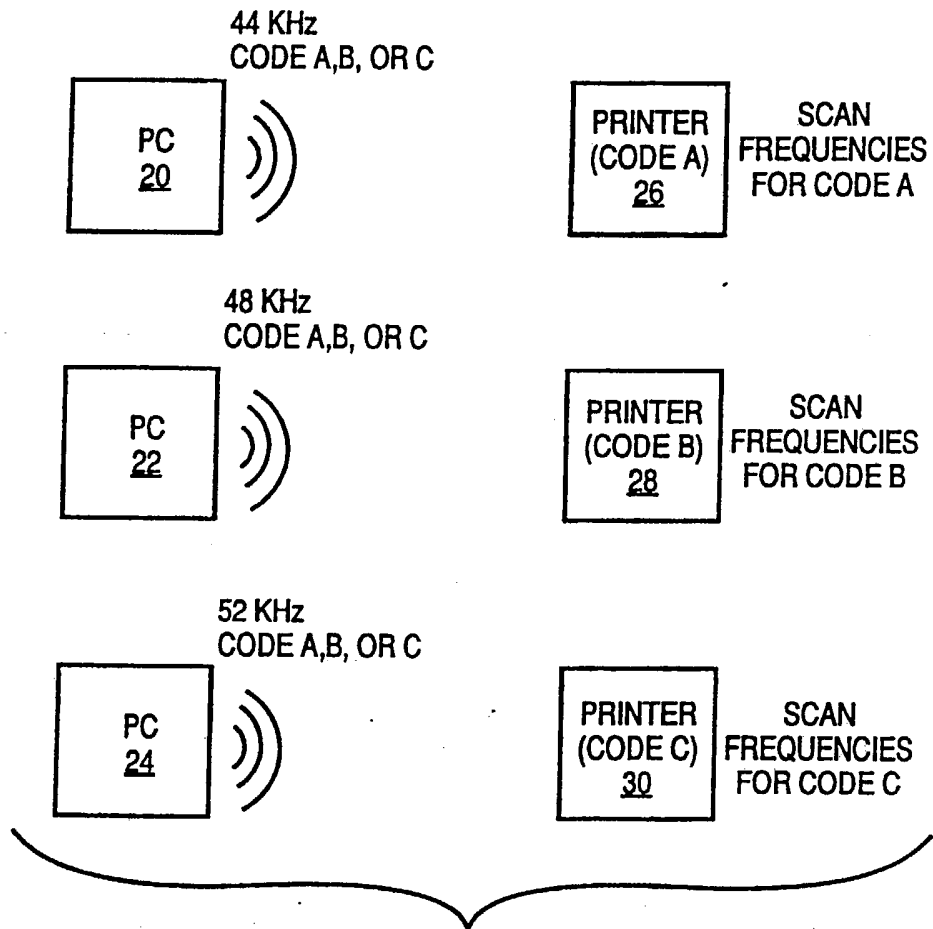 44 KHz
CODE A,B, OR C
PC
20
PRINTER
(CODE A)
26
SCAN
FREQUENCIES
FOR CODE A
48 KHz
CODE A,B, OR C
PC
22
PRINTER
(CODE B)
28
SCAN
FREQUENCIES
FOR CODE B
52 KHz
CODE A,B, OR C
PC
24
PRINTER
(CODE C)
30
SCAN
FREQUENCIES
FOR CODE C